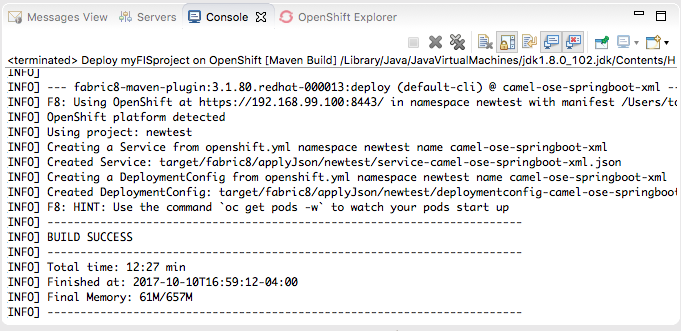 Messages View Servers Console OpenShift Explorer
<terminated> Deploy myFISproject on OpenShift [Maven Build] /Library/Java/JavaVirtualMachines/jdk1.8.0_102.jdk/Contents/H
INFO]
INFO] --- fabric8-maven-plugin:3.1.80.redhat-000013:deploy (default-cli) @ camel-ose-springboot-xml --
INFO] F8: Using OpenShift at https://192.168.99.100:8443/ in namespace newtest with manifest /Users/to
INFO] OpenShift platform detected
INFO] Using project: newtest
INFO] Creating a Service from openshift.yml namespace newtest name camel-ose-springboot-xml
INFO] Created Service: target/fabric8/applyJson/newtest/service-camel-ose-springboot-xml.json
INFO] Creating a DeploymentConfig from openshift.yml namespace newtest name camel-ose-springboot-xml
INFO] Created DeploymentConfig: target/fabric8/applyJson/newtest/deploymentconfig-camel-ose-springboot
INFO] F8: HINT: Use the command `oc get pods -w` to watch your pods start up
INFO] ------------------------------------------------------------------------
INFO] BUILD SUCCESS
INFO] ------------------------------------------------------------------------
INFO] Total time: 12:27 min
INFO] Finished at: 2017-10-10T16:59:12-04:00
INFO] Final Memory: 61M/657M
INFO] ------------------------------------------------------------------------